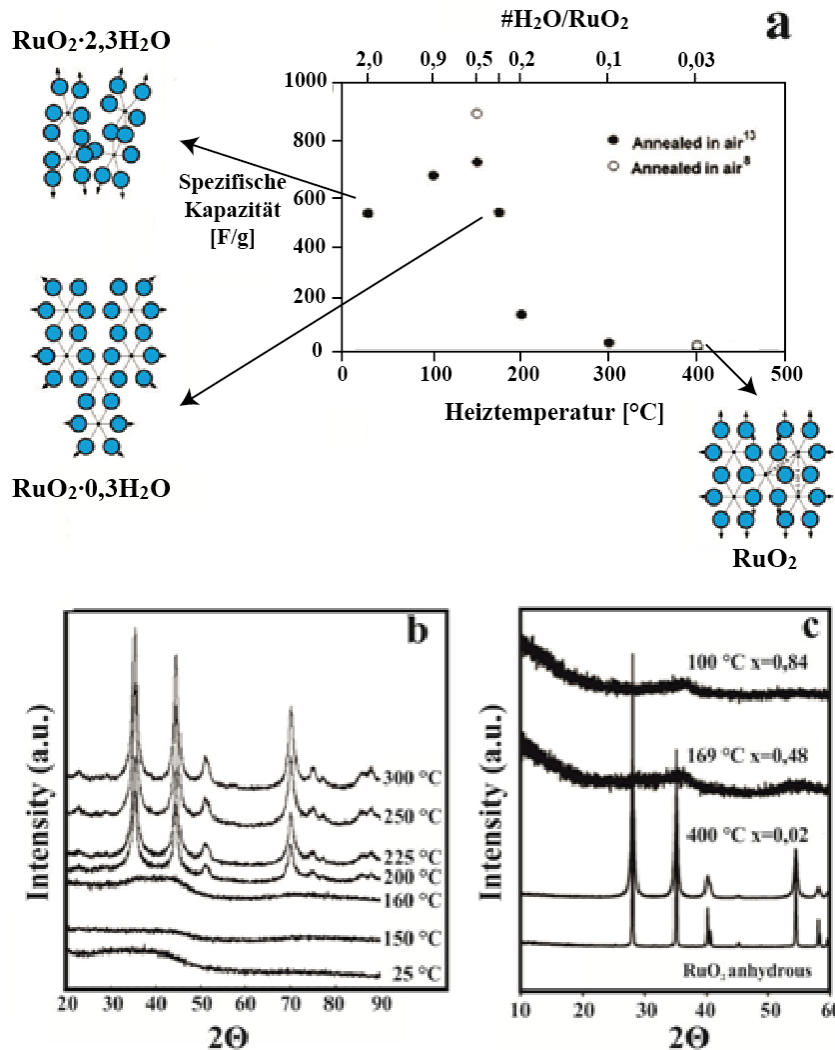 #H2O/RuO2
a
RuO2·2,3H2O
2,0 0,9 0,5 0,2 0,1 0,03
1000
800
600
400
200
0
Spezifische
Kapazität
[F/g]
Annealed in air13
Annealed in air8
0 100 200 300 400 500
Heiztemperatur [°C]
RuO2·0,3H2O
RuO2
b
Intensity (a.u.)
300 °C
250 °C
225 °C
200 °C
160 °C
150 °C
25 °C
20 30 40 50 60 70 80 90
2Θ
c
Intensity (a.u.)
100 °C x=0,84
169 °C x=0,48
400 °C x=0,02
RuO2 anhydrous
10 20 30 40 50 60
2Θ